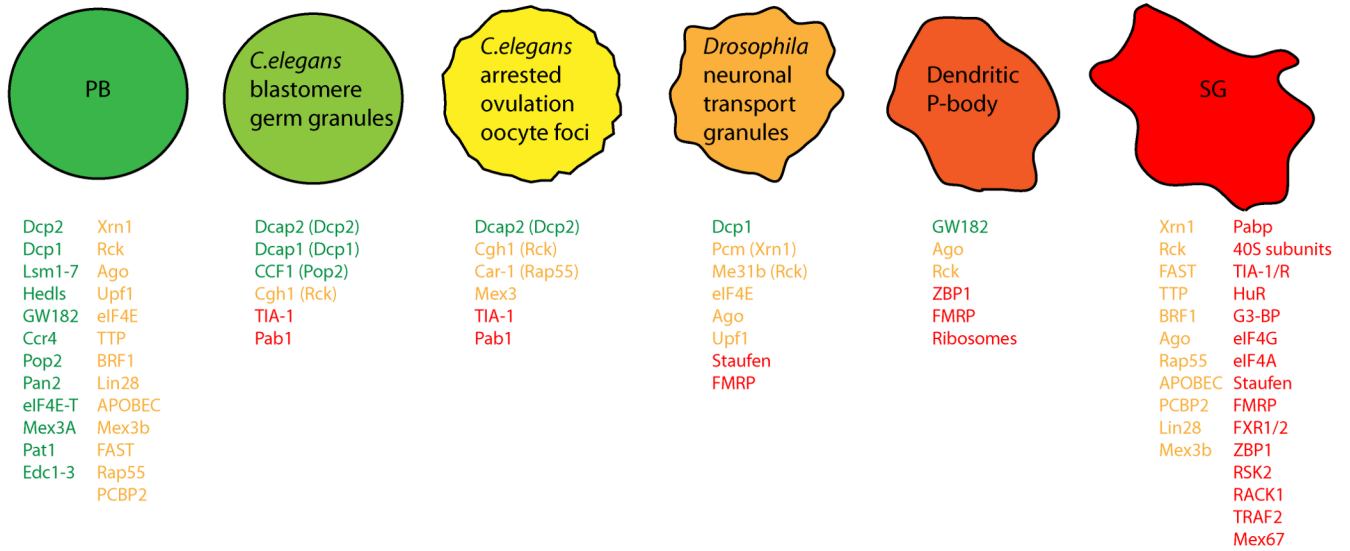 PB
C.elegans
blastomere
germ granules
C.elegans
arrested
ovulation
oocyte foci
Drosophila
neuronal
transport
granules
Dendritic
P-body
SG
Dcp2
Dcp1
Lsm1-7
Hedls
GW182
Ccr4
Pop2
Pan2
eIF4E-T
Mex3A
Pat1
Edc1-3
Xrn1
Rck
Ago
Upf1
eIF4E
TTP
BRF1
Lin28
APOBEC
Mex3b
FAST
Rap55
PCBP2
Dcap2 (Dcp2)
Dcap1 (Dcp1)
CCF1 (Pop2)
Cgh1 (Rck)
TIA-1
Pab1
Dcap2 (Dcp2)
Cgh1 (Rck)
Car-1 (Rap55)
Mex3
TIA-1
Pab1
Dcp1
Pcm (Xrn1)
Me31b (Rck)
eIF4E
Ago
Upf1
Staufen
FMRP
GW182
Ago
Rck
ZBP1
FMRP
Ribosomes
Xrn1
Rck
FAST
TTP
BRF1
Ago
Rap55
APOBEC
PCBP2
Lin28
Mex3b
Pabp
40S subunits
TIA-1/R
HuR
G3-BP
eIF4G
eIF4A
Staufen
FMRP
FXR1/2
ZBP1
RSK2
RACK1
TRAF2
Mex67